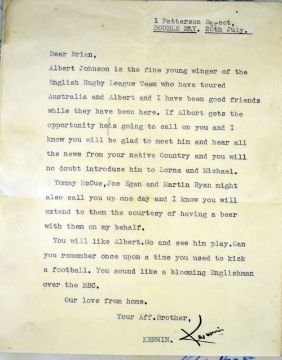 1 Patterson Street,
DOUBLE BAY. 20th July.
Dear Brien,
Albert Johnson is the fine young winger of the
English Rugby League Team who have toured
Australia and Albert and I have been good friends
while they have been here. If Albert gets the
opportunity he is going to call on you and I
know you will be glad to meet him and hear all
the news from your native Country and you will
no doubt introduce him to Lorna and Michael.
Tommy McCue,Joe Egan and Martin Ryan might
also call you up one day and I know you will
extend to them the courtesy of having a beer
with them on my behalf.
You will like Albert.Go and see him play.Can
you remember once upon a time you used to kick
a football. You sound like a blooming Englishman
over the BBC.
Our love from home.
Your Aff.Brother,
KERWIN. Kerwin